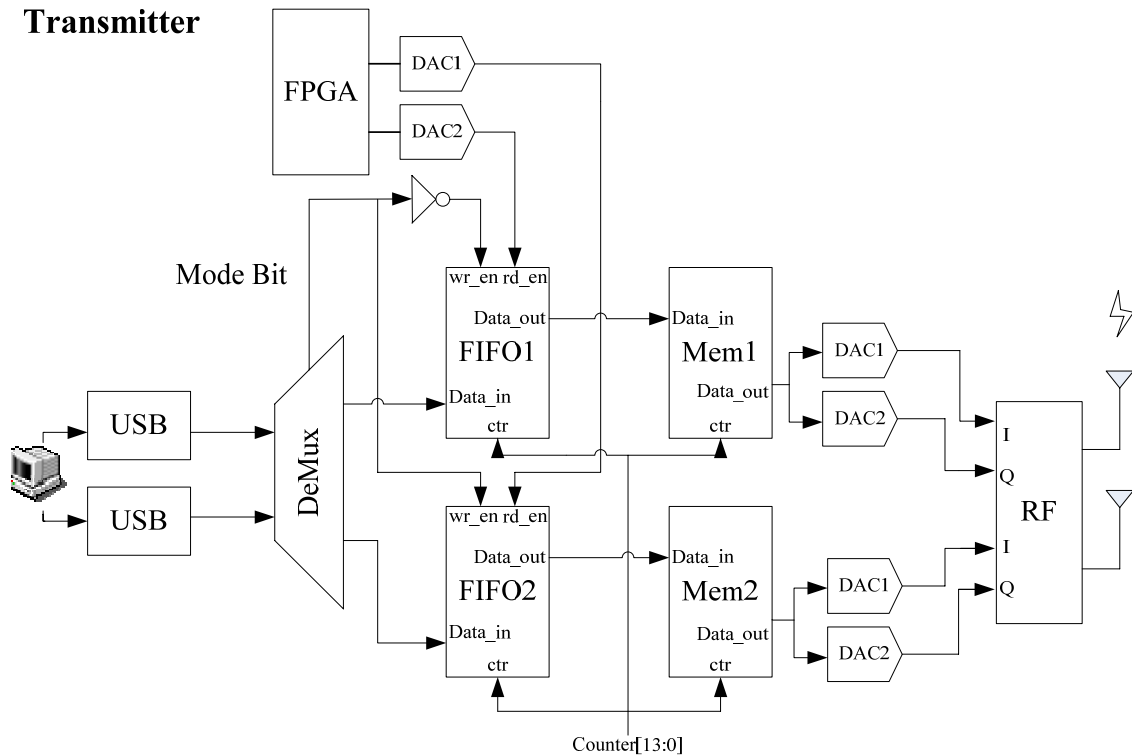 Transmitter
FPGA
DAC1
DAC2
Mode Bit
wr_en rd_en
Data_out
FIFO1
Data_in
ctr
Data_in
Mem1
Data_out
ctr
DAC1
DAC2
USB
USB
DeMux
I
Q
RF
I
Q
wr_en rd_en
Data_out
FIFO2
Data_in
ctr
Data_in
Mem2
Data_out
ctr
DAC1
DAC2
Counter[13:0]